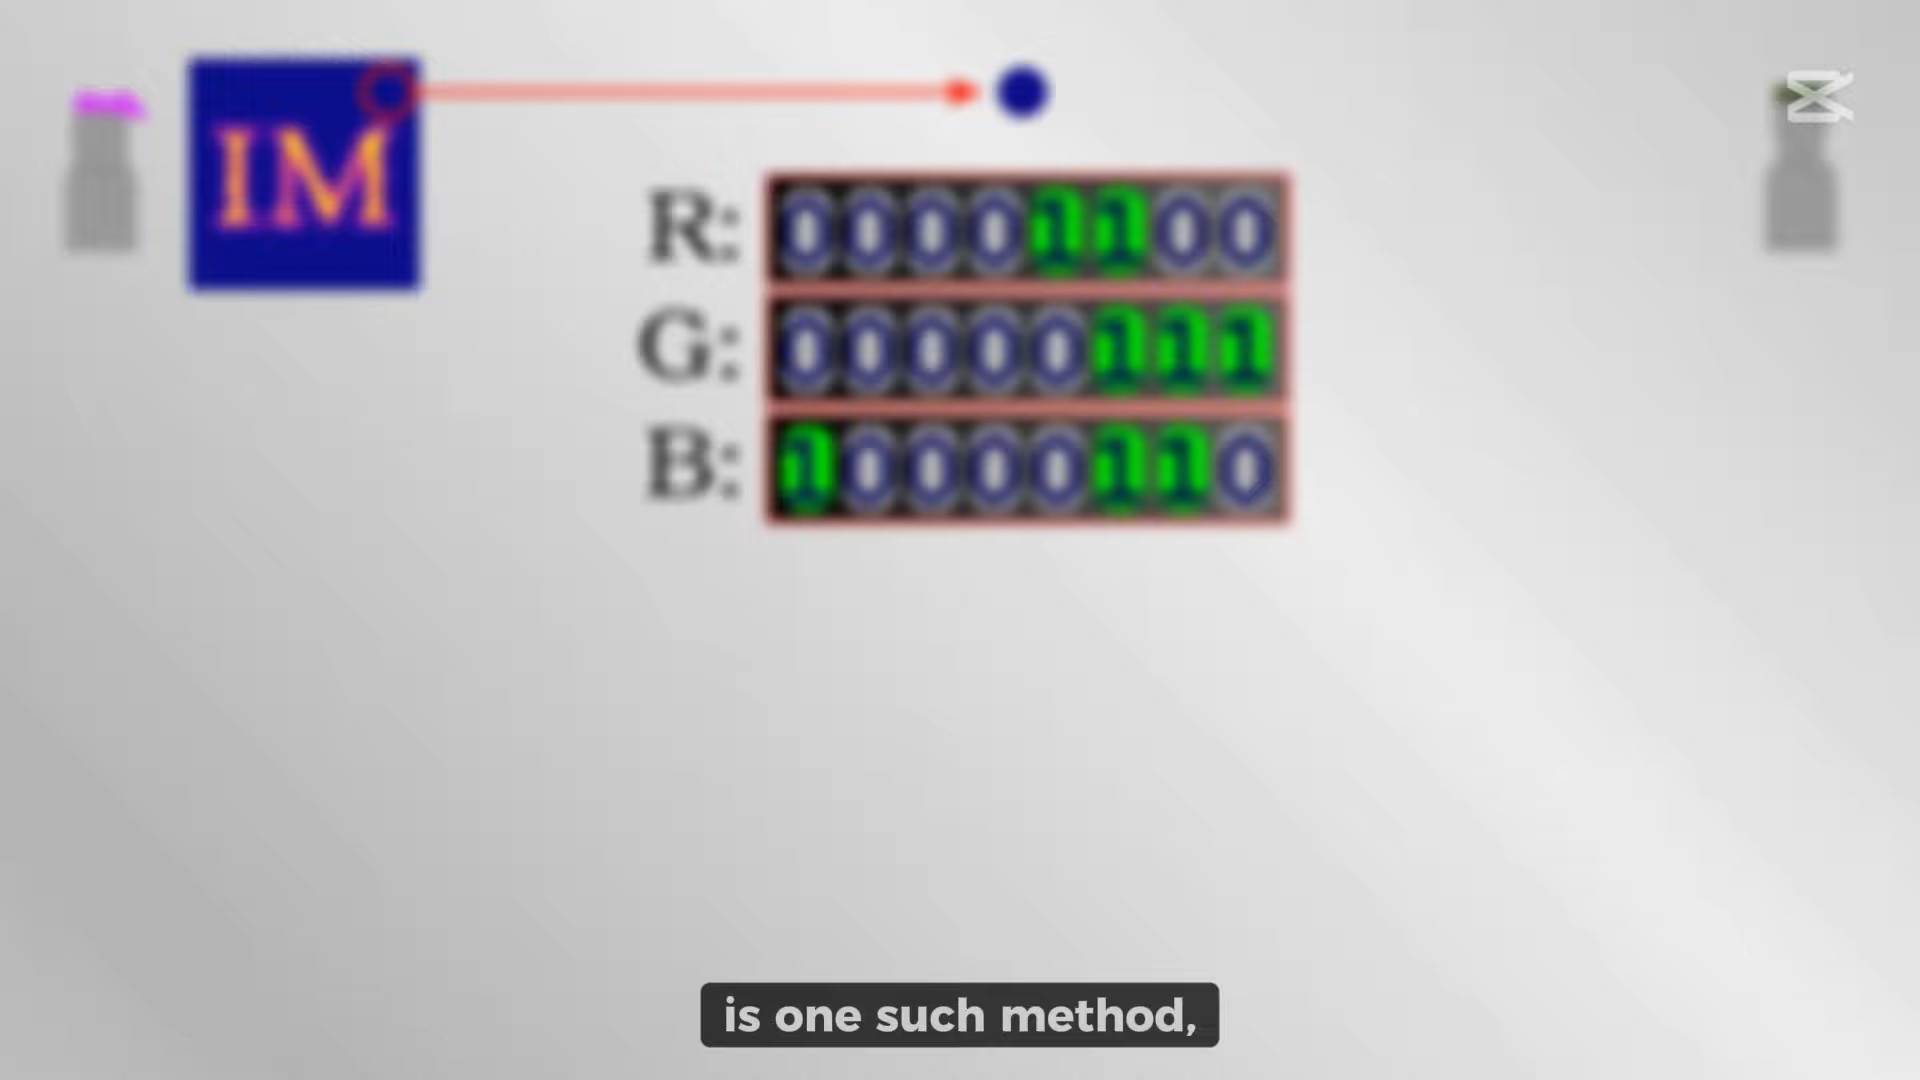 IM
R: 00001100
G: 00000111
B: 10000110
is one such method,